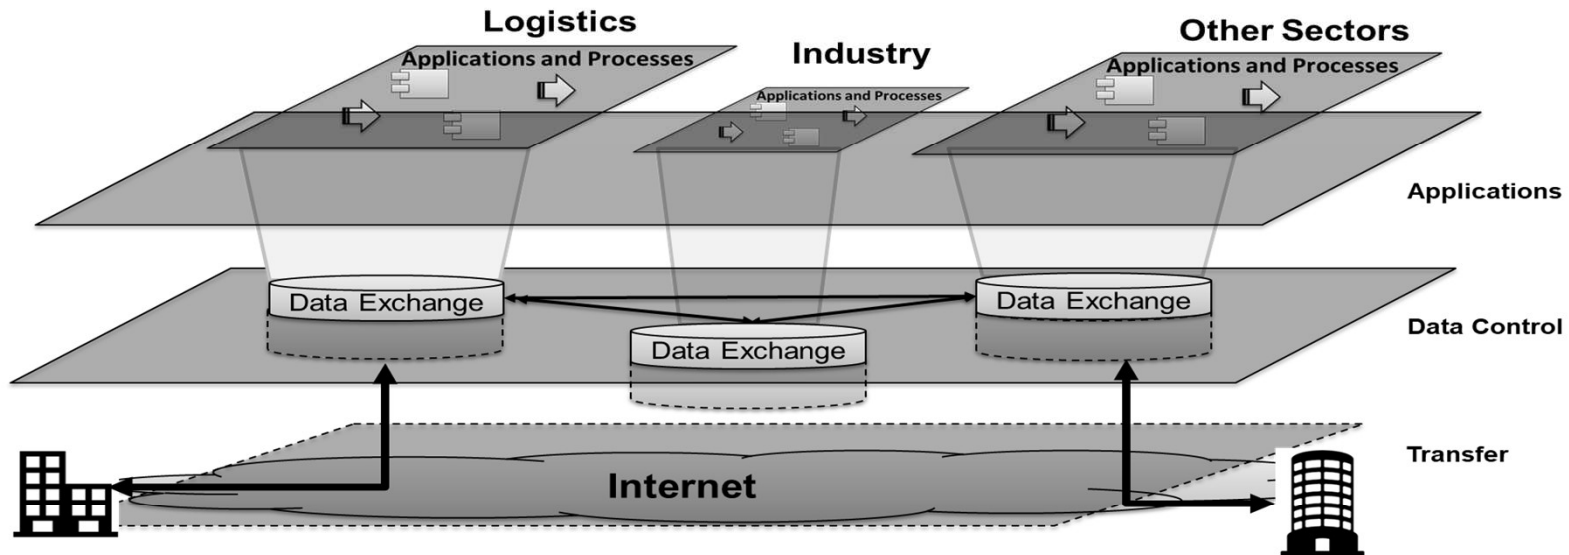 Logistics
Industry
Other Sectors
Applications and Processes
Applications and Processes
Applications and Processes
Applications
Data Exchange
Data Exchange
Data Exchange
Data Control
Transfer
Internet